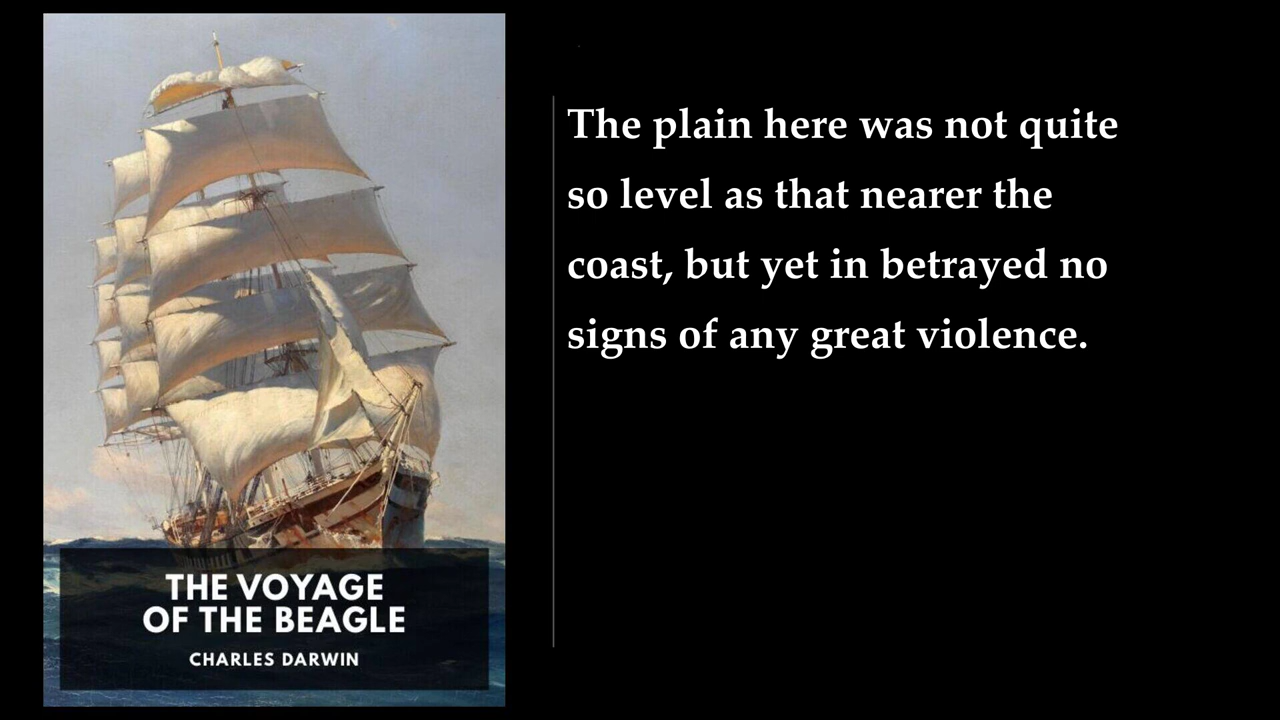 THE VOYAGE
OF THE BEAGLE
CHARLES DARWIN
The plain here was not quite
so level as that nearer the
coast, but yet in betrayed no
signs of any great violence.